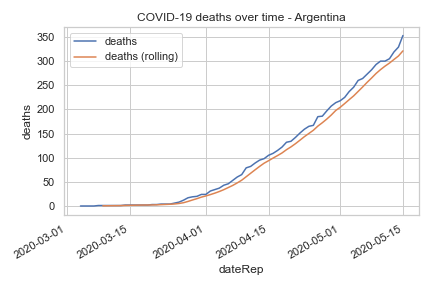 COVID-19 deaths over time - Argentina
deaths
deaths (rolling)
350
300
250
200
150
100
50
0
deaths
2020-03-01
2020-03-15
2020-04-01
2020-04-15
2020-05-01
2020-05-15
dateRep